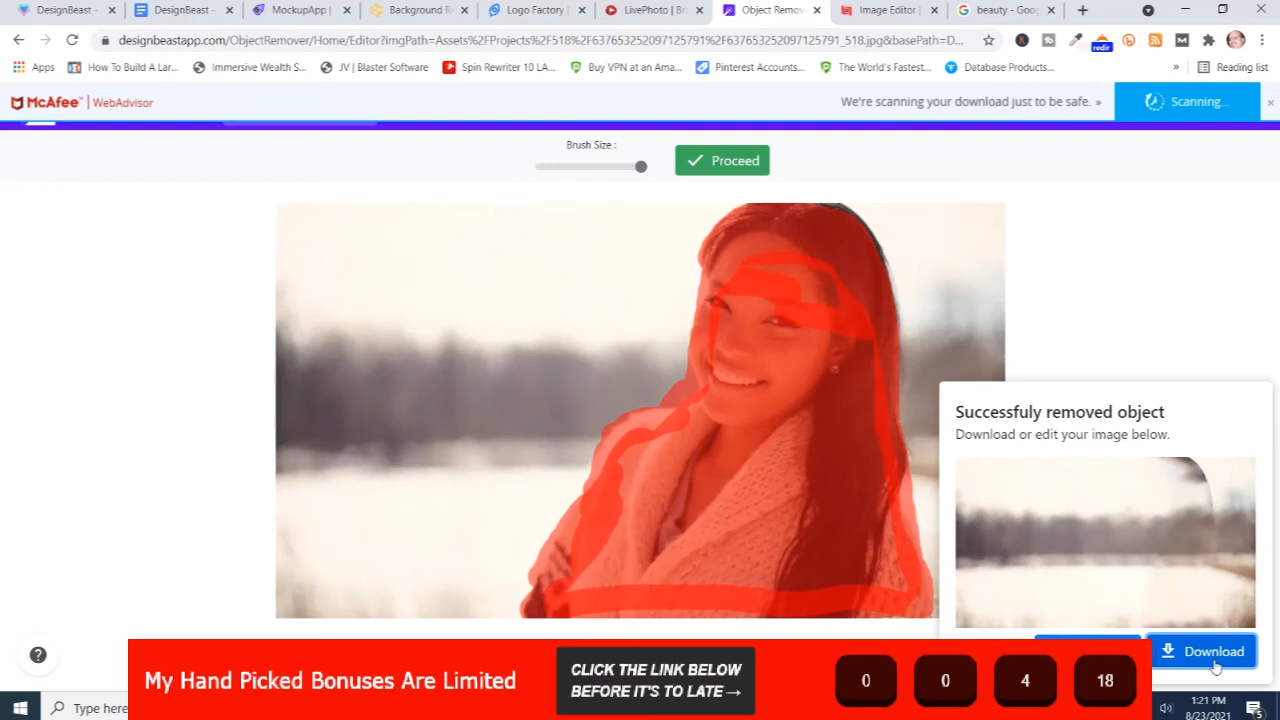 DesignBeast -
DesignBeast -
MockupApp |
Background R
Logo Factory |
LivePhoto | Br
Object Remov
Image Editor |
beauty - Goog
designbeastapp.com/ObjectRemover/Home/Editor?imgPath=Assets%2FProjects%2F518%2F637653252097125791%2F637653252097125791_518.jpg&basePath=D...
redir
Apps
How To Build A Lar...
Immersive Wealth S...
JV | Blaster Software
Spin Rewriter 10 LA...
Buy VPN at an Ama...
Pinterest Accounts...
The World's Fastest...
Database Products...
»
Reading list
McAfee™ | WebAdvisor
We're scanning your download just to be safe. »
Scanning...
Brush Size :
Proceed
Successfuly removed object
Download or edit your image below.
Download
My Hand Picked Bonuses Are Limited
CLICK THE LINK BELOW
BEFORE IT'S TO LATE →
0 0 4 18
Type here
1:21 PM
8/23/2021
5